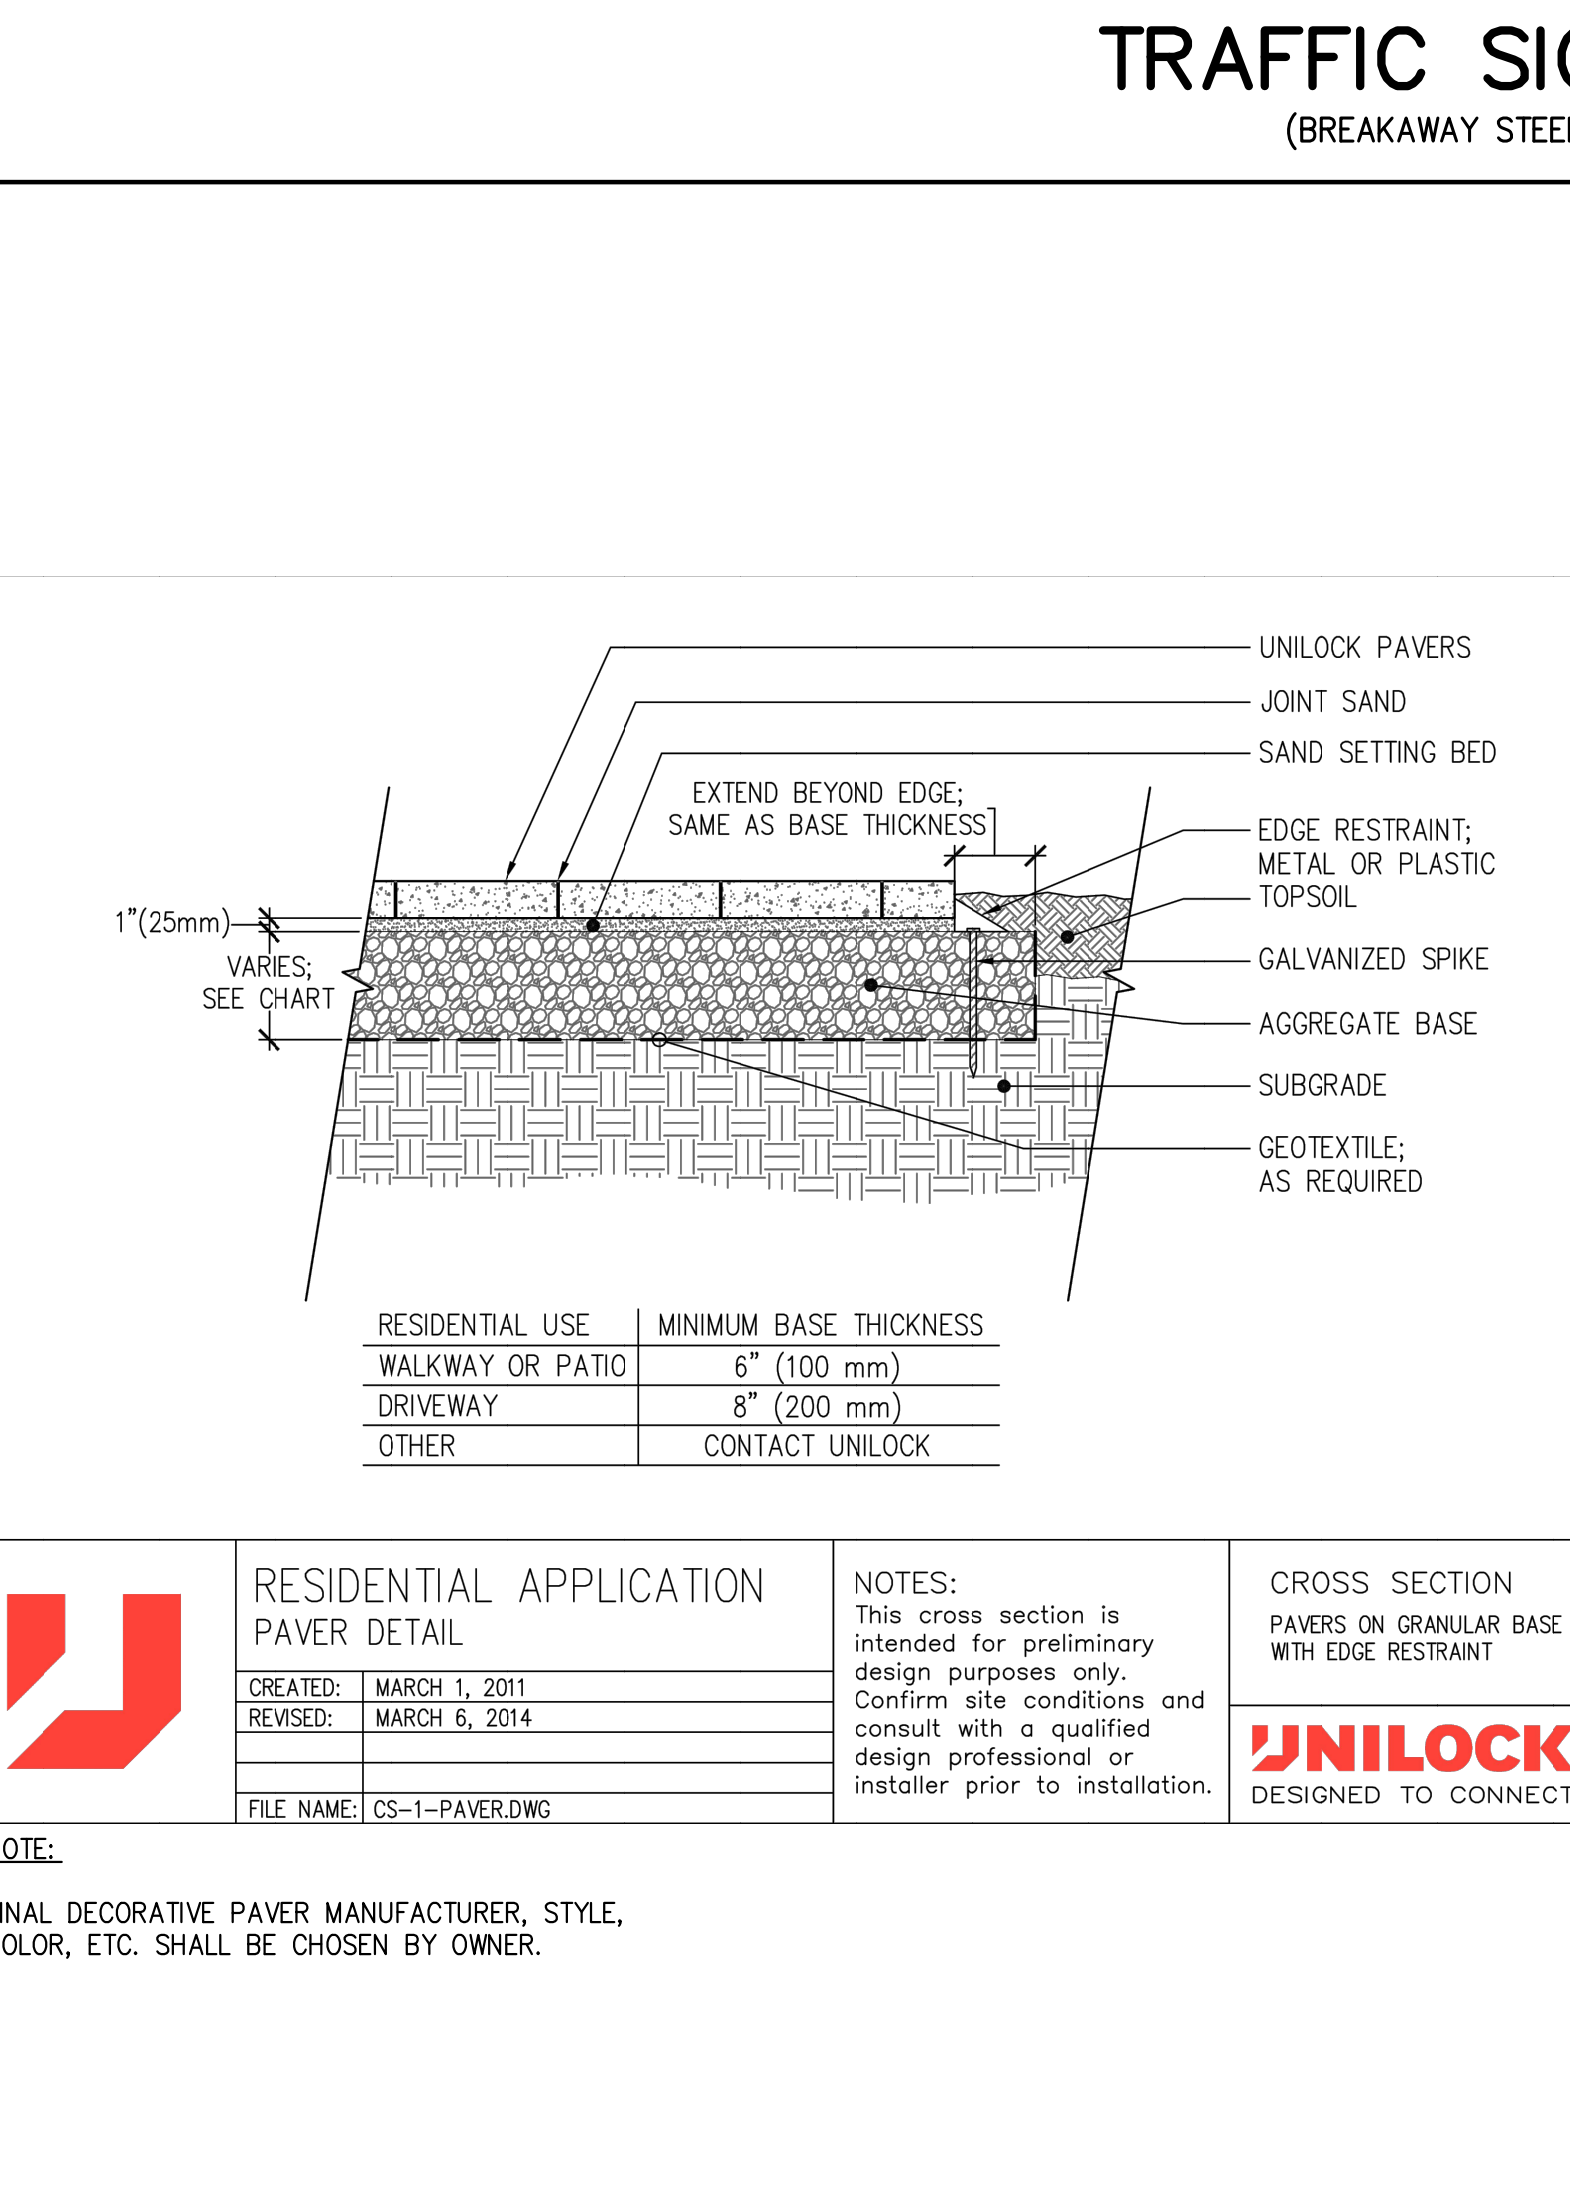 TRAFFIC
(BREAKAWAY
UNILOCK PAVERS
JOINT SAND
SAND SETTING BED
EXTEND BEYOND EDGE;
SAME AS BASE THICKNESS
EDGE RESTRAINT;
METAL OR PLASTIC
TOPSOIL
1”(25mm)
VARIES;
SEE CHART
GALVANIZED SPIKE
AGGREGATE BASE
SUBGRADE
GEOTEXTILE;
AS REQUIRED
RESIDENTIAL USE MINIMUM BASE THICKNESS
WALKWAY OR PATIO 6” (100 mm)
DRIVEWAY 8” (200 mm)
OTHER CONTACT UNILOCK
RESIDENTIAL APPLICATION
PAVER DETAIL
CREATED: MARCH 1, 2011
REVISED: MARCH 6, 2014
FILE NAME: CS-1-PAVER.DWG
NOTES:
This cross section is
intended for preliminary
design purposes only.
Confirm site conditions and
consult with a qualified
design professional or
installer prior to installation.
CROSS SECTION
PAVERS ON GRANULAR BASE
WITH EDGE RESTRAINT
UNILOCK
DESIGNED TO CONNECT
OTE:
INAL DECORATIVE PAVER MANUFACTURER, STYLE,
OLOR, ETC. SHALL BE CHOSEN BY OWNER.